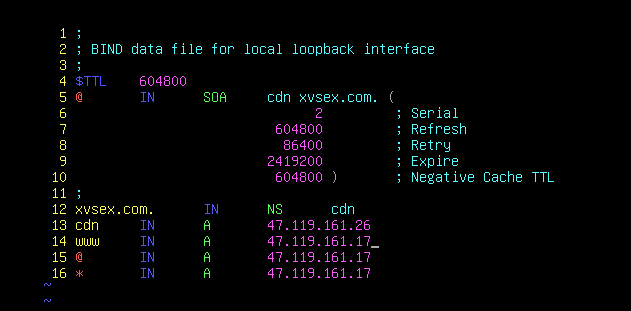 1 ;
2 ; BIND data file for local loopback interface
3 ;
4 $TTL 604800
5 @ IN SOA cdn xvsex.com. (
6 2 ; Serial
7 604800 ; Refresh
8 86400 ; Retry
9 2419200 ; Expire
10 604800 ) ; Negative Cache TTL
11 ;
12 xvsex.com. IN NS cdn
13 cdn IN A 47.119.161.26
14 www IN A 47.119.161.17_
15 @ IN A 47.119.161.17
16 * IN A 47.119.161.17
~
~